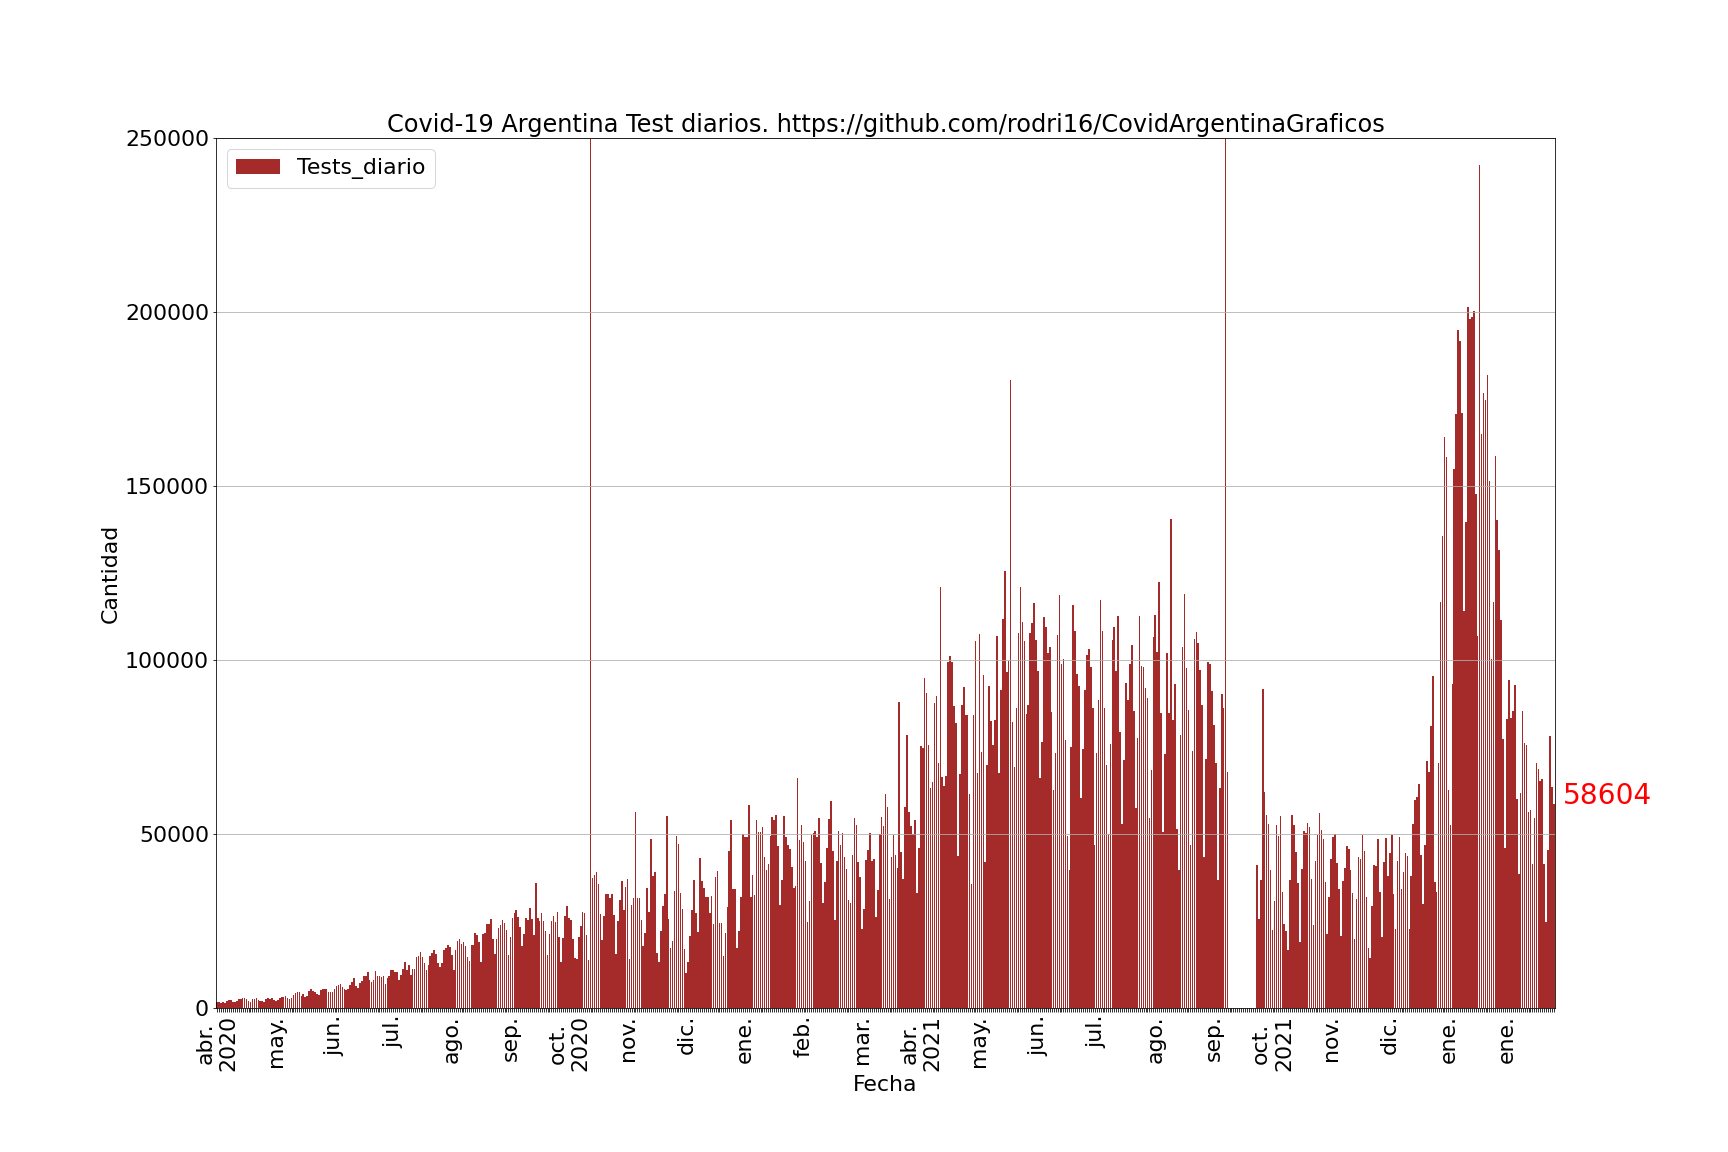 Covid-19 Argentina Test diarios. https://github.com/rodri16/CovidArgentinaGraficos
Tests_diario
250000
200000
150000
100000
50000
0
Cantidad
58604
abr.
2020
may.
jun.
jul.
ago.
sep.
oct.
2020
nov.
dic.
ene.
feb.
mar.
abr.
2021
may.
jun.
jul.
ago.
sep.
oct.
2021
nov.
dic.
ene.
ene.
Fecha